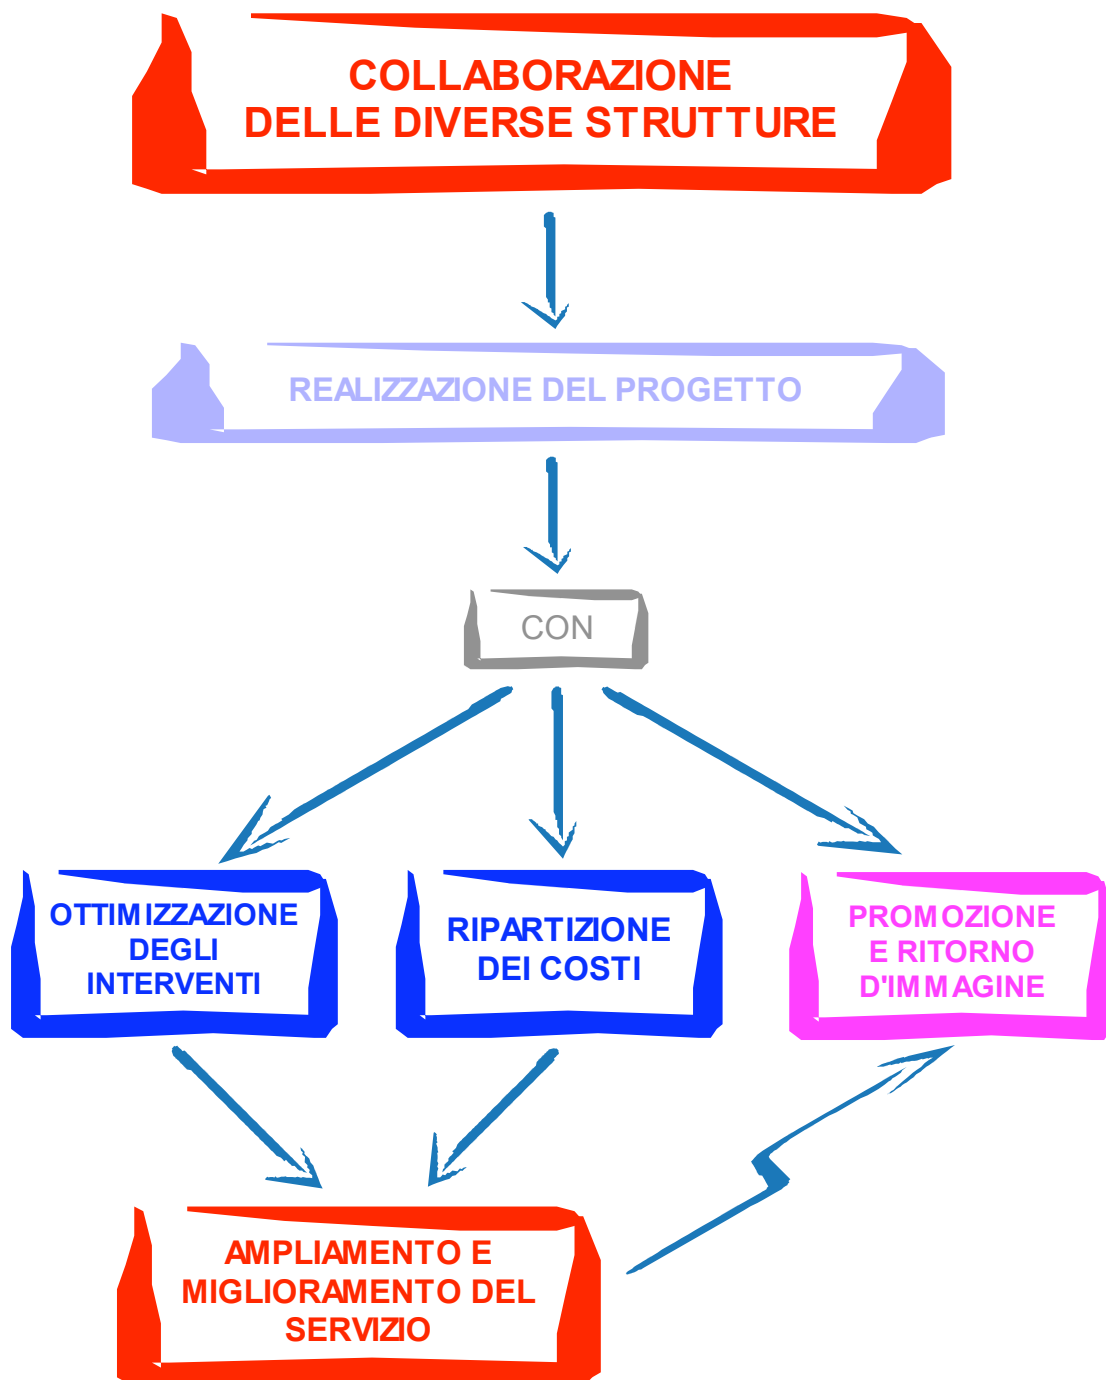 COLLABORAZIONE
DELLE DIVERSE STRUTTURE
REALIZZAZIONE DEL PROGETTO
CON
OTTIMIZZAZIONE
DEGLI
INTERVENTI
RIPARTIZIONE
DEI COSTI
PROMOZIONE
E RITORNO
D'IMMAGINE
AMPLIAMENTO E
MIGLIORAMENTO DEL
SERVIZIO